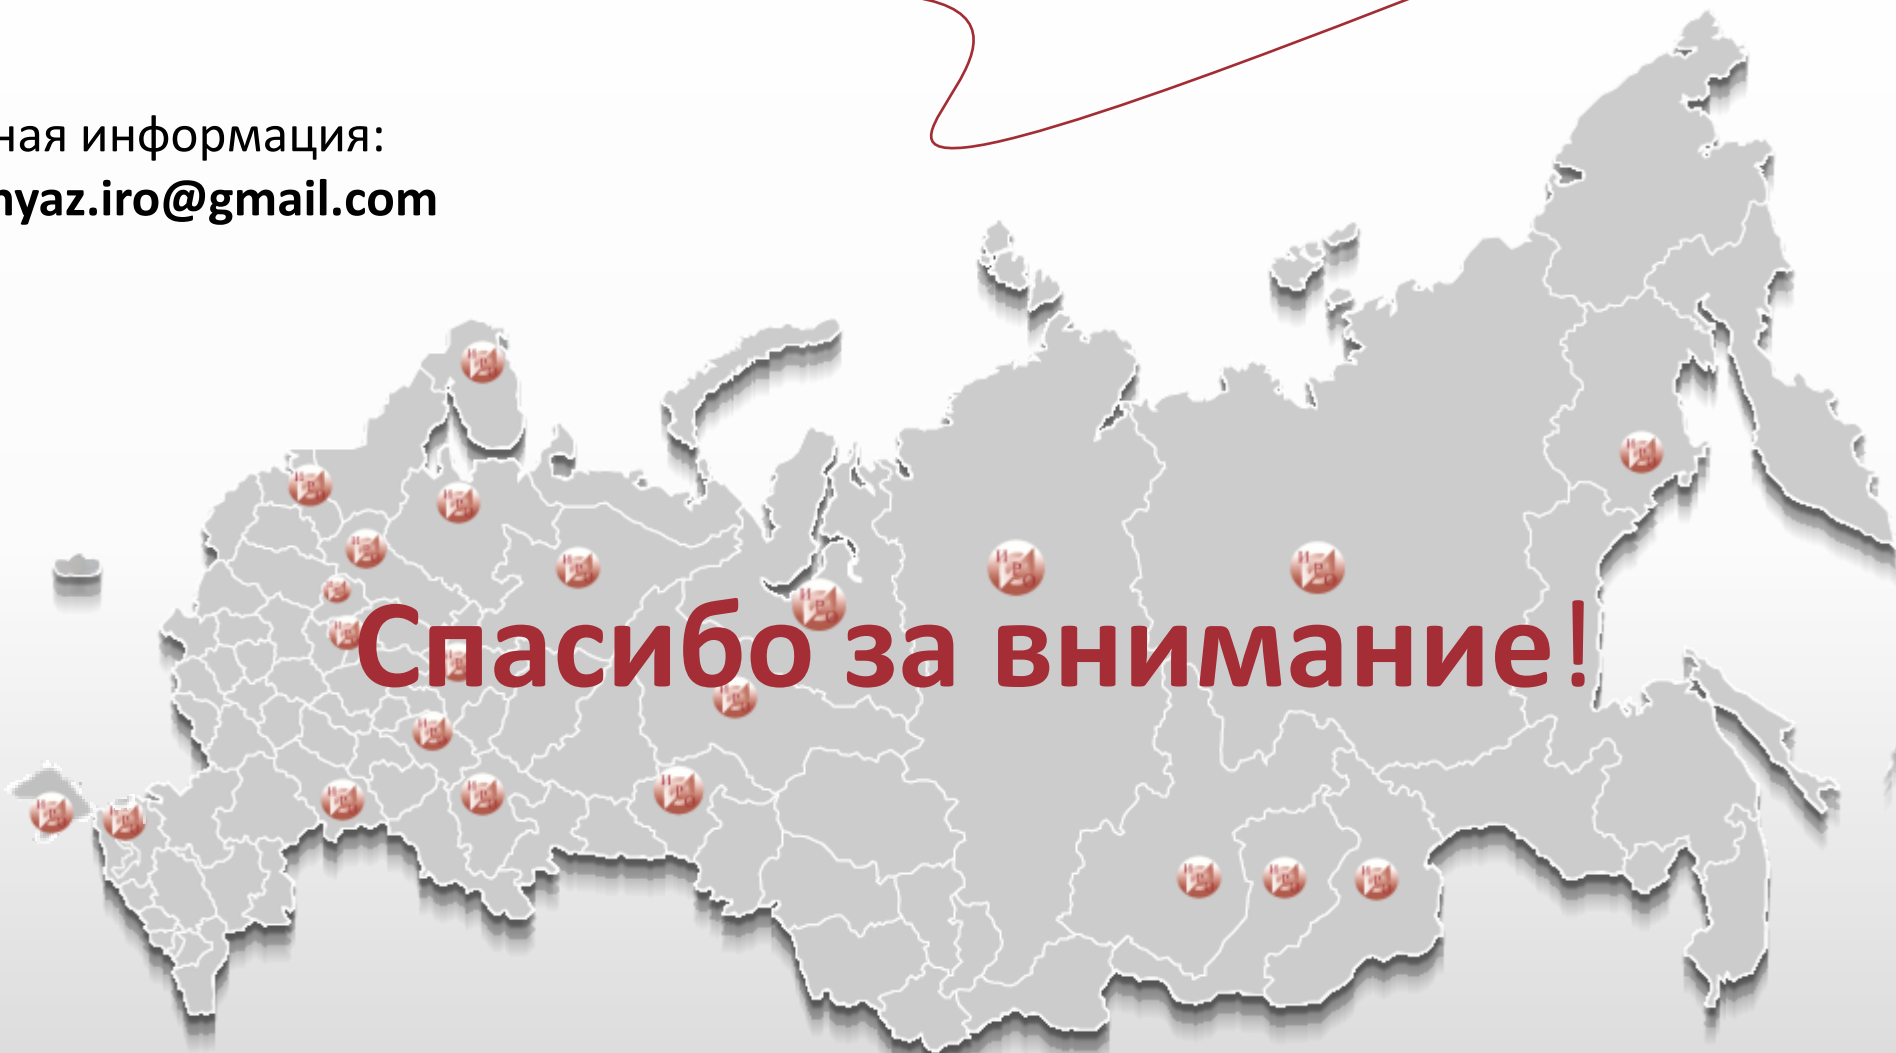 ная информация:
nyaz.iro@gmail.com
Спасибо за внимание!